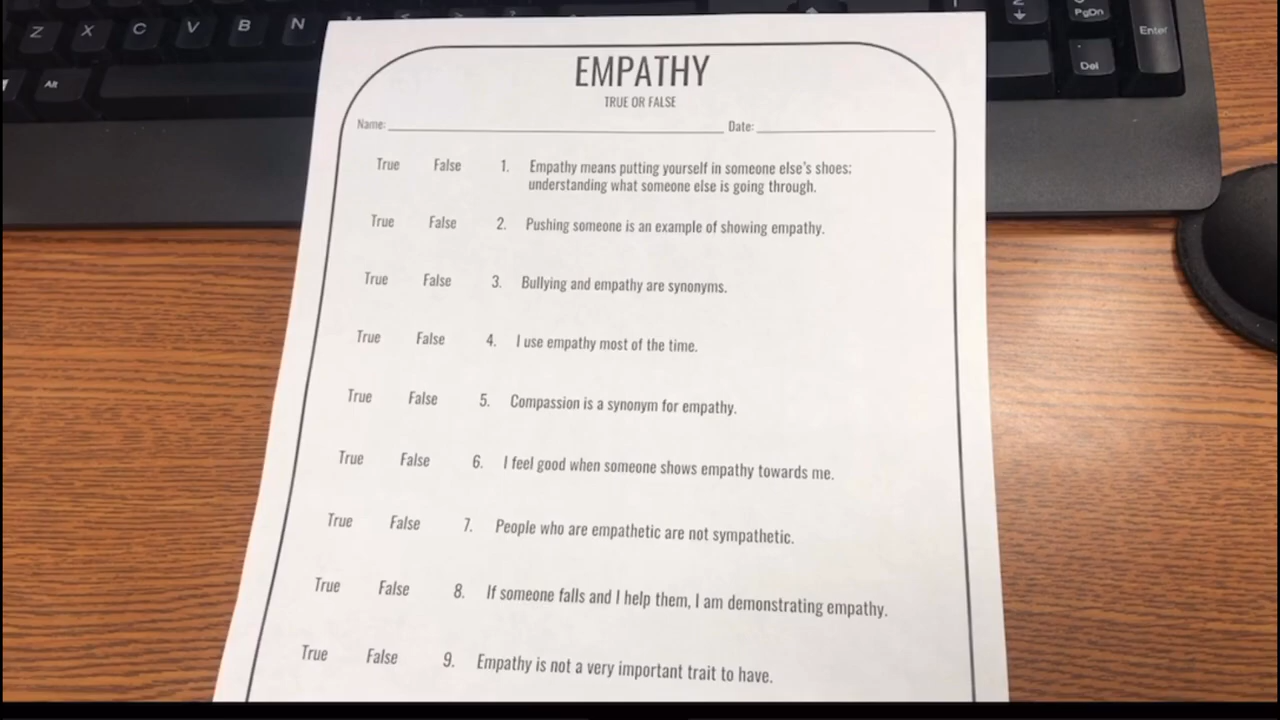 Z X C V B N M < > ?
PgDn
Enter
Alt
Del
EMPATHY
TRUE OR FALSE
Name: Date:
True False 1. Empathy means putting yourself in someone else's shoes;
understanding what someone else is going through.
True False 2. Pushing someone is an example of showing empathy.
True False 3. Bullying and empathy are synonyms.
True False 4. I use empathy most of the time.
True False 5. Compassion is a synonym for empathy.
True False 6. I feel good when someone shows empathy towards me.
True False 7. People who are empathetic are not sympathetic.
True False 8. If someone falls and I help them, I am demonstrating empathy.
True False 9. Empathy is not a very important trait to have.